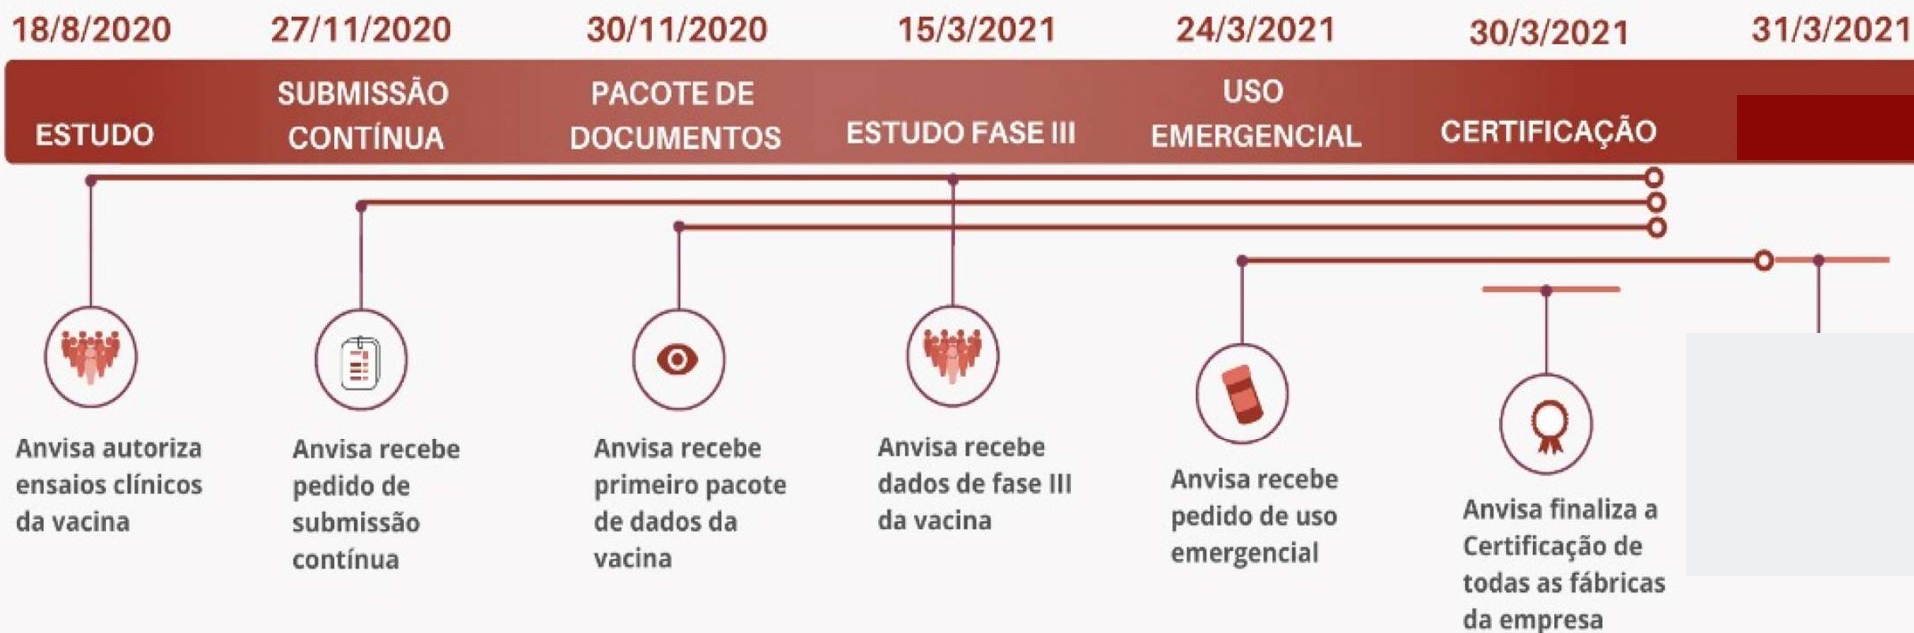 18/8/2020
27/11/2020
30/11/2020
15/3/2021
24/3/2021
30/3/2021
31/3/2021
ESTUDO
SUBMISSÃO
CONTÍNUA
PACOTE DE
DOCUMENTOS
ESTUDO FASE III
USO
EMERGENCIAL
CERTIFICAÇÃO
Anvisa autoriza
ensaios clínicos
da vacina
Anvisa recebe
pedido de
submissão
contínua
Anvisa recebe
primeiro pacote
de dados da
vacina
Anvisa recebe
dados de fase III
da vacina
Anvisa recebe
pedido de uso
emergencial
Anvisa finaliza a
Certificação de
todas as fábricas
da empresa